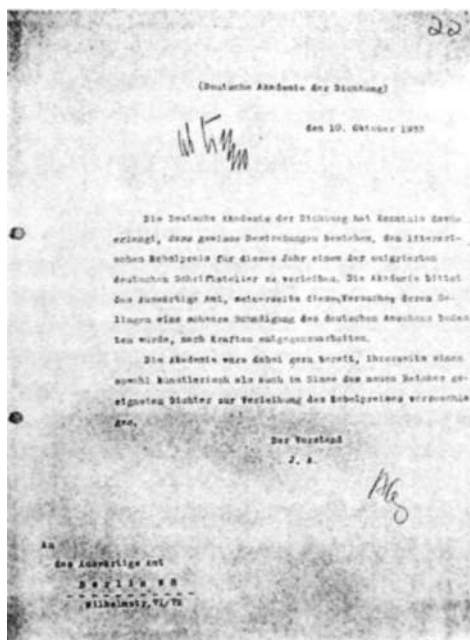 22
(Deutsche Akademie der Dichtung)
den 10. Oktober 1933
Die Deutsche Akademie der Dichtung hat Kenntnis davon
erlangt, dass gewisse Bestrebungen bestehen, den literari-
schen Nobelpreis für dieses Jahr einem der emigrierten
deutschen Schriftsteller zu verleihen. Die Akademie bittet
das Auswärtige Amt, seinerseits diesen Versuchen deren Ge-
lingen eine schwere Schädigung des deutschen Ansehens bedeu
ten würde, nach Kräften entgegenzuarbeiten.
Die Akademie wäre dabei gern bereit, ihrerseits einen
sowohl künstlerisch als auch im Sinne des neuen Reiches ge-
eigneten Dichter zur Verleihung des Nobelpreises vorzuschla
gen.
Der Vorstand
J. A.
An
das Auswärtige Amt
Berlin W8
Wilhelmstr. 71/72